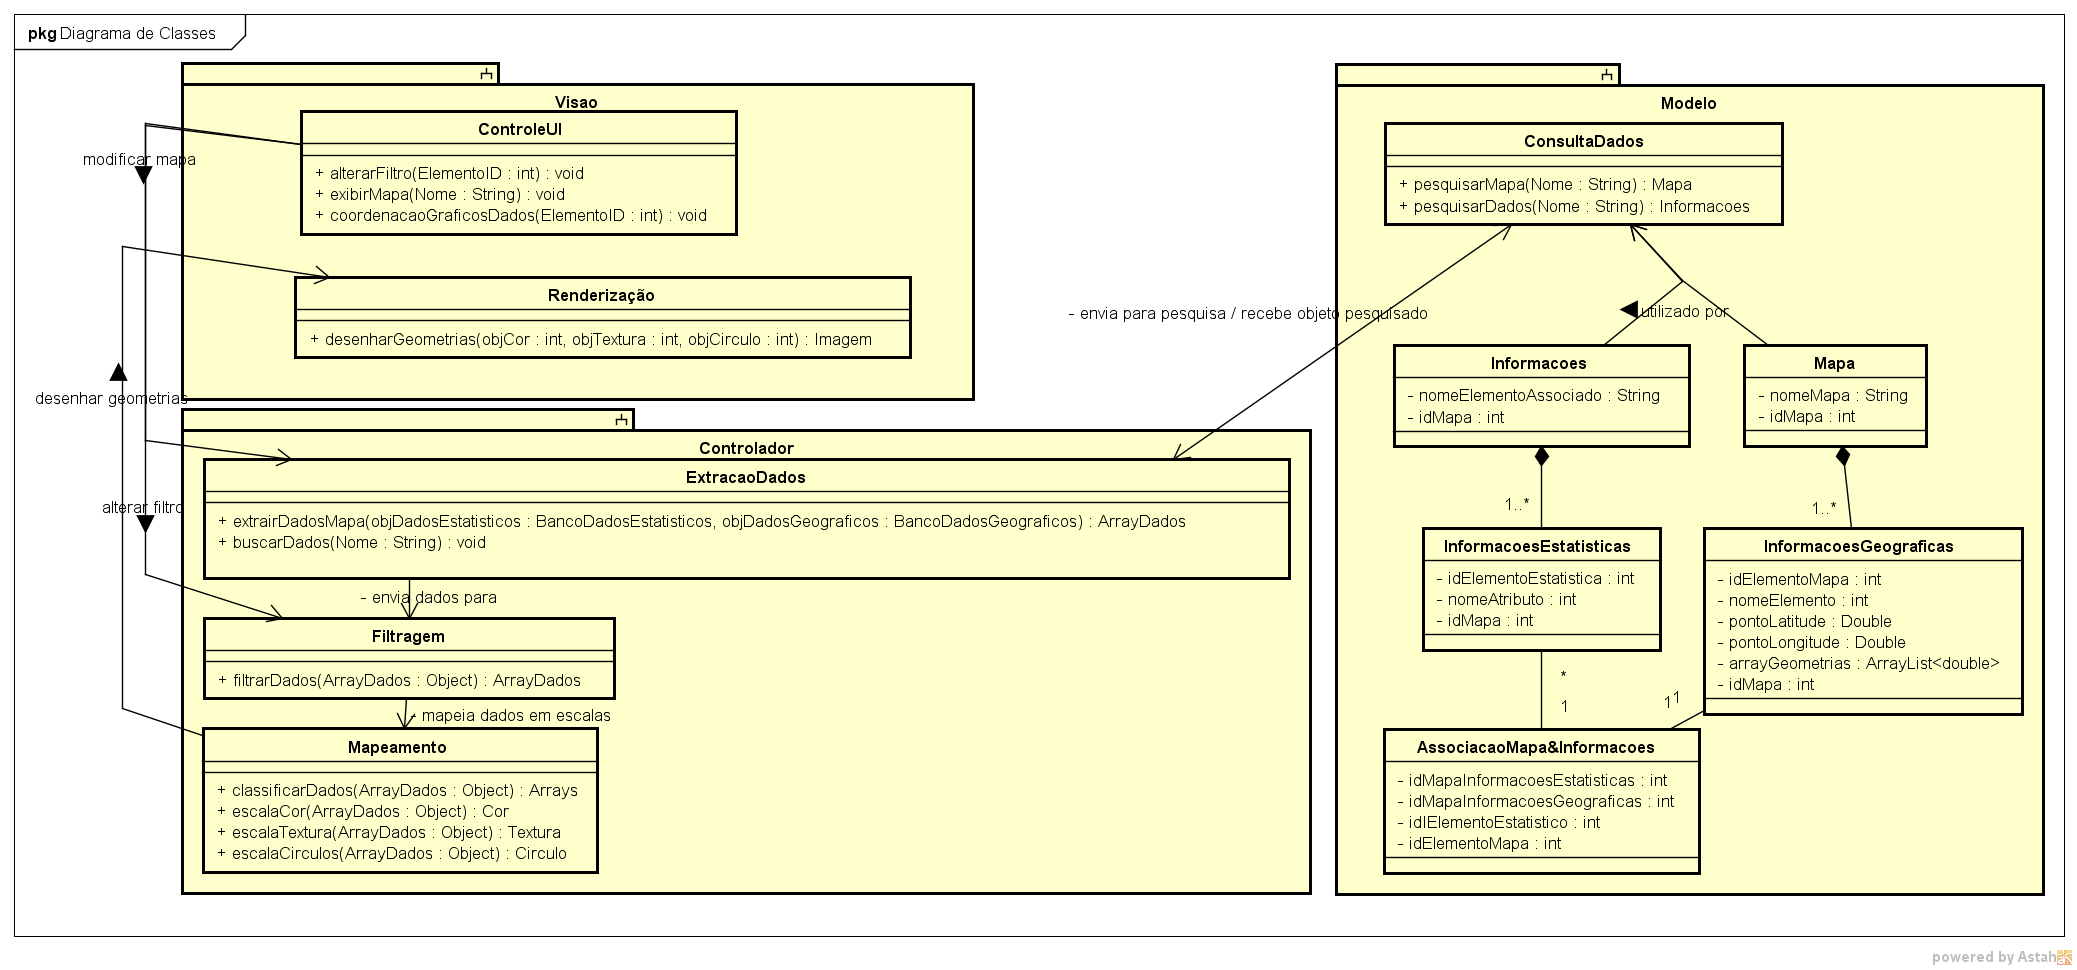 pkg Diagrama de Classes
Visao
ControleUI
+ alterarFiltro(ElementoID : int) : void
+ exibirMapa(Nome : String) : void
+ coordenacaoGraficosDados(ElementoID : int) : void
modificar mapa
Renderização
+ desenharGeometrias(objCor : int, objTextura : int, objCirculo : int) : Imagem
desenhar geometrias
Controlador
ExtracaoDados
+ extrairDadosMapa(objDadosEstatisticos : BancoDadosEstatisticos, objDadosGeograficos : BancoDadosGeograficos) : ArrayDados
+ buscarDados(Nome : String) : void
alterar filtro
- envia dados para
Filtragem
+ filtrarDados(ArrayDados : Object) : ArrayDados
- mapeia dados em escalas
Mapeamento
+ classificarDados(ArrayDados : Object) : Arrays
+ escalaCor(ArrayDados : Object) : Cor
+ escalaTextura(ArrayDados : Object) : Textura
+ escalaCirculos(ArrayDados : Object) : Circulo
- envia para pesquisa / recebe objeto pesquisado
Modelo
ConsultaDados
+ pesquisarMapa(Nome : String) : Mapa
+ pesquisarDados(Nome : String) : Informacoes
utilizado por
Informacoes
- nomeElementoAssociado : String
- idMapa : int
Mapa
- nomeMapa : String
- idMapa : int
1..*
1..*
InformacoesEstatisticas
- idElementoEstatistica : int
- nomeAtributo : int
- idMapa : int
InformacoesGeograficas
- idElementoMapa : int
- nomeElemento : int
- pontoLatitude : Double
- pontoLongitude : Double
- arrayGeometrias : ArrayList<double>
- idMapa : int
*
1
1
1
AssociacaoMapa&Informacoes
- idMapaInformacoesEstatisticas : int
- idMapaInformacoesGeograficas : int
- idIElementoEstatistico : int
- idElementoMapa : int
powered by Astah